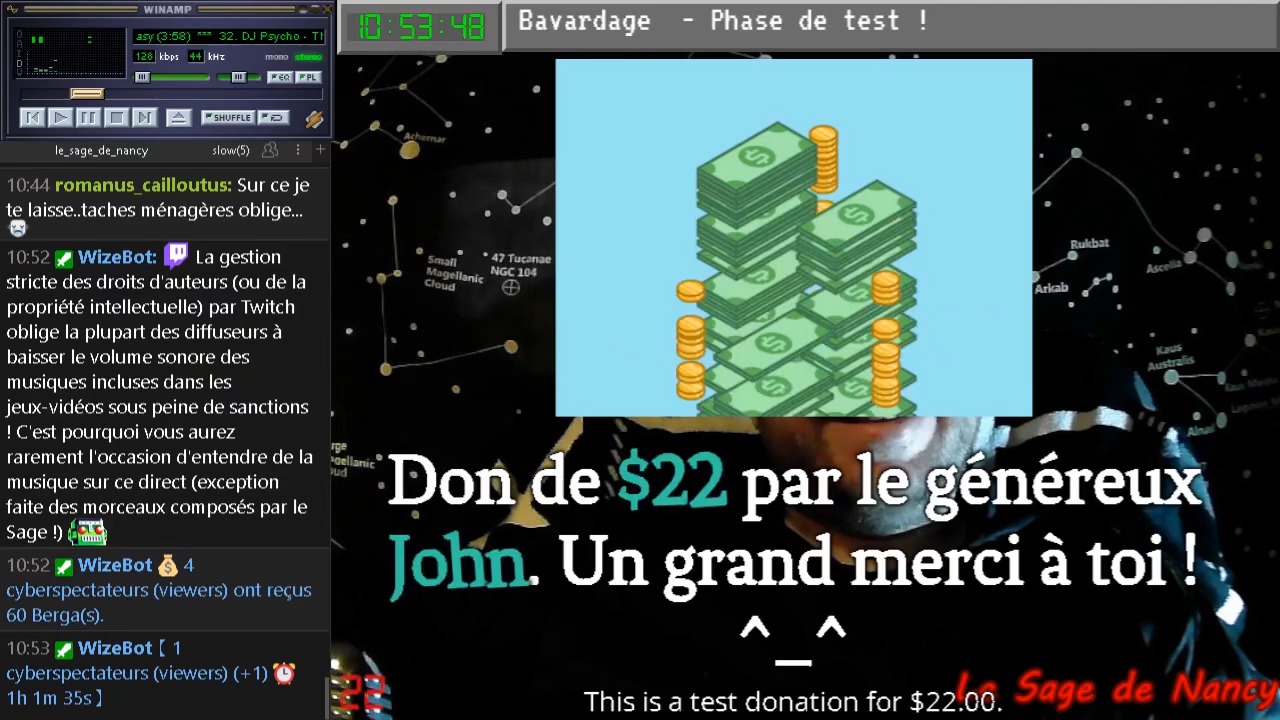 WINAMP
asy (3:58) *** 32. DJ Psycho - Th
128 kbps 44 kHz mono stereo
EQ PL
SHUFFLE
le_sage_de_nancy slow(5)
10:44 romanus_cailloutus: Sur ce je
te laisse..taches ménagères oblige...
10:52 WizeBot: La gestion
stricte des droits d'auteurs (ou de la
propriété intellectuelle) par Twitch
oblige la plupart des diffuseurs à
baisser le volume sonore des
musiques incluses dans les
jeux-vidéos sous peine de sanctions
! C'est pourquoi vous aurez
rarement l'occasion d'entendre de la
musique sur ce direct (exception
faite des morceaux composés par le
Sage !)
10:52 WizeBot 4
cyberspectateurs (viewers) ont reçus
60 Berga(s).
10:53 WizeBot 【 1
cyberspectateurs (viewers) (+1)
1h 1m 35s 】
10:53:48
Bavardage - Phase de test !
Achernar
Small
Magellanic
Cloud
47 Tucanae
NGC 104
Rukbat
Arkab
Ascella
Kaus
Australis
Alnasl
Don de $22 par le généreux
John. Un grand merci à toi !
^_^
This is a test donation for $22.00.
22
Le Sage de Nancy